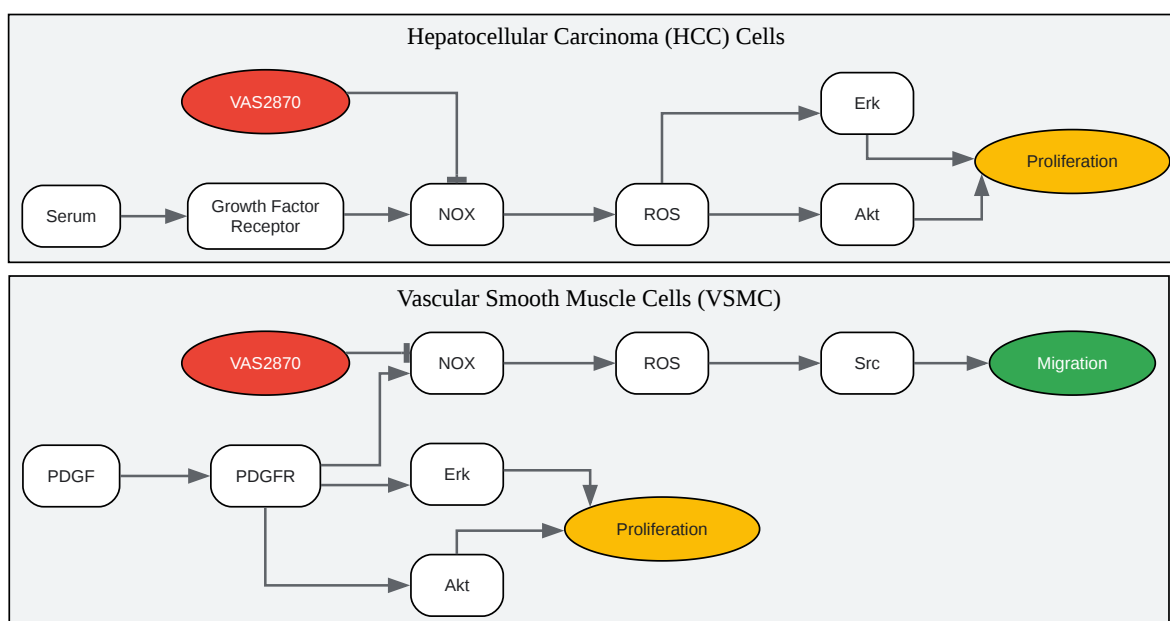 Hepatocellular Carcinoma (HCC) Cells
VAS2870
Erk
Proliferation
Serum
Growth Factor
Receptor
NOX
ROS
Akt
Vascular Smooth Muscle Cells (VSMC)
VAS2870
NOX
ROS
Src
Migration
PDGF
PDGFR
Erk
Proliferation
Akt